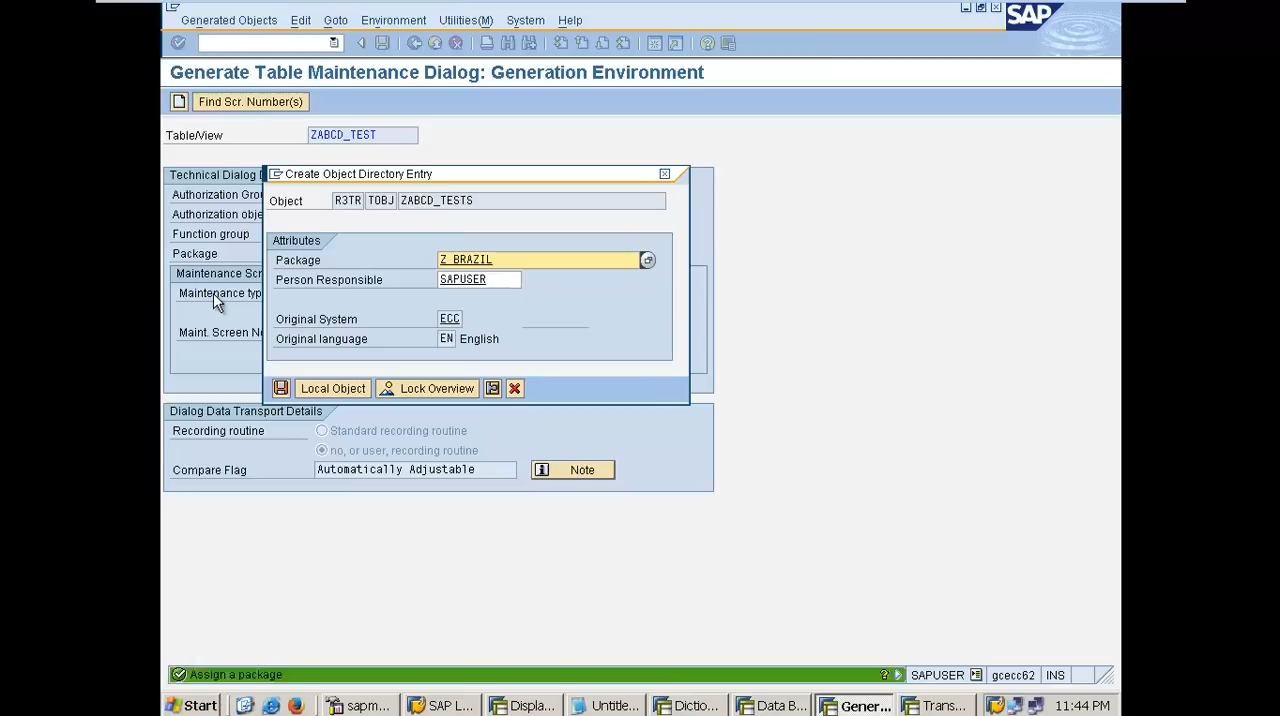 Generated Objects Edit Goto Environment Utilities(M) System Help
SAP
Generate Table Maintenance Dialog: Generation Environment
Find Scr. Number(s)
Table/View ZABCD_TEST
Technical Dialog
Create Object Directory Entry
Authorization Gro
Object R3TR TOBJ ZABCD_TESTS
Authorization obje
Function group
Attributes
Package
Package Z_BRAZIL
Maintenance Scr
Person Responsible SAPUSER
Maintenance typ
Original System ECC
Maint. Screen No
Original language EN English
Local Object Lock Overview
Dialog Data Transport Details
Recording routine Standard recording routine
no, or user, recording routine
Compare Flag Automatically Adjustable Note
Assign a package SAPUSER gcecc62 INS
Start sapm... SAP L... Displa... Untitle... Dictio... Data B... Gener... Trans... 11:44 PM